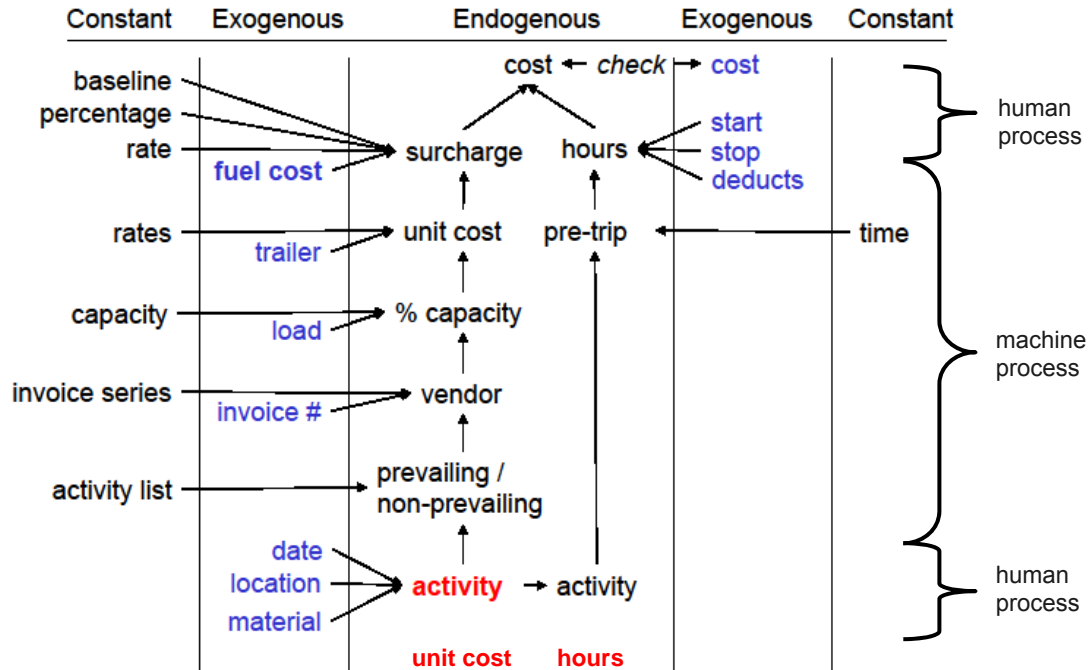 Constant Exogenous Endogenous Exogenous Constant
cost check cost
baseline
percentage
rate
fuel cost
surcharge
hours
start
stop
deducts
human
process
rates
trailer
unit cost
pre-trip
time
capacity
load
% capacity
machine
process
invoice series
invoice #
vendor
activity list
prevailing /
non-prevailing
date
location
material
activity
activity
human
process
unit cost hours